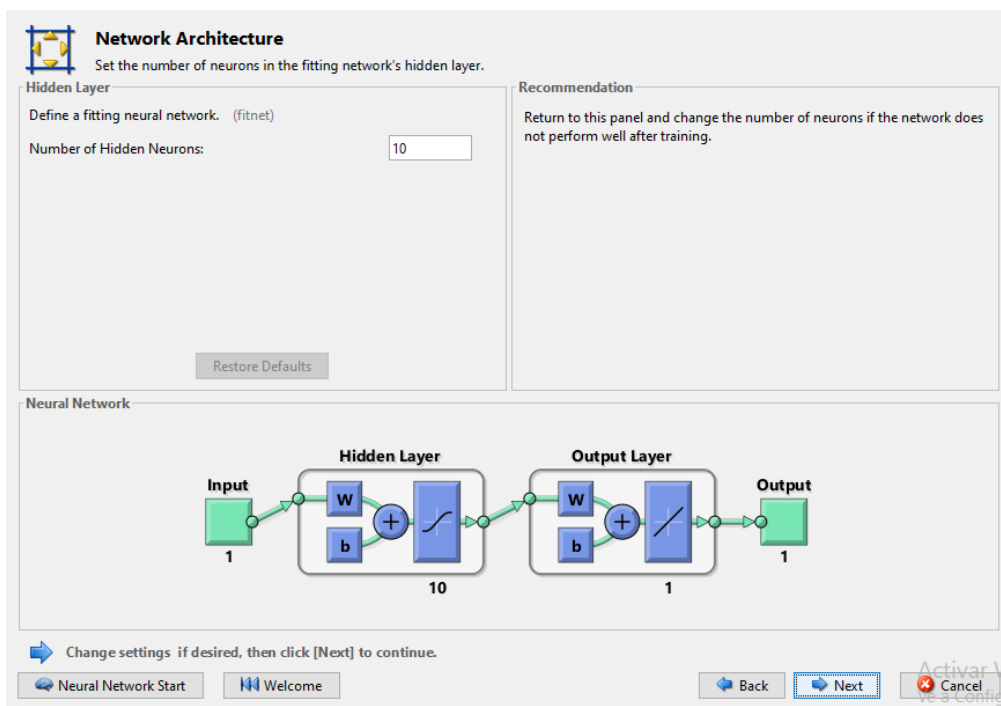 Network Architecture
Set the number of neurons in the fitting network's hidden layer.
Hidden Layer
Define a fitting neural network. (fitnet)
Number of Hidden Neurons: 10
Restore Defaults
Recommendation
Return to this panel and change the number of neurons if the network does
not perform well after training.
Neural Network
Hidden Layer Output Layer
Input Output
W W
b b
1 1
10 1
Change settings if desired, then click [Next] to continue.
Activar
Neural Network Start Welcome Back Next Cancel
Ve a Config